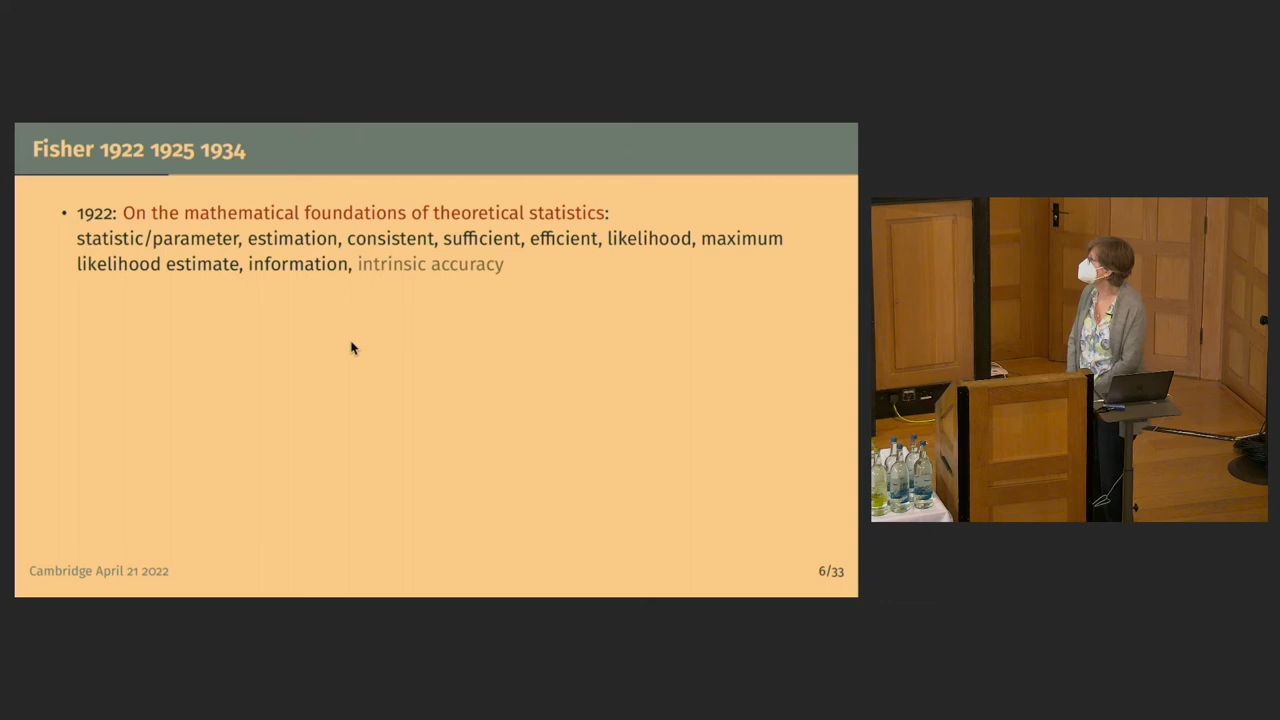 Fisher 1922 1925 1934
• 1922: On the mathematical foundations of theoretical statistics:
statistic/parameter, estimation, consistent, sufficient, efficient, likelihood, maximum
likelihood estimate, information, intrinsic accuracy
Cambridge April 21 2022
6/33